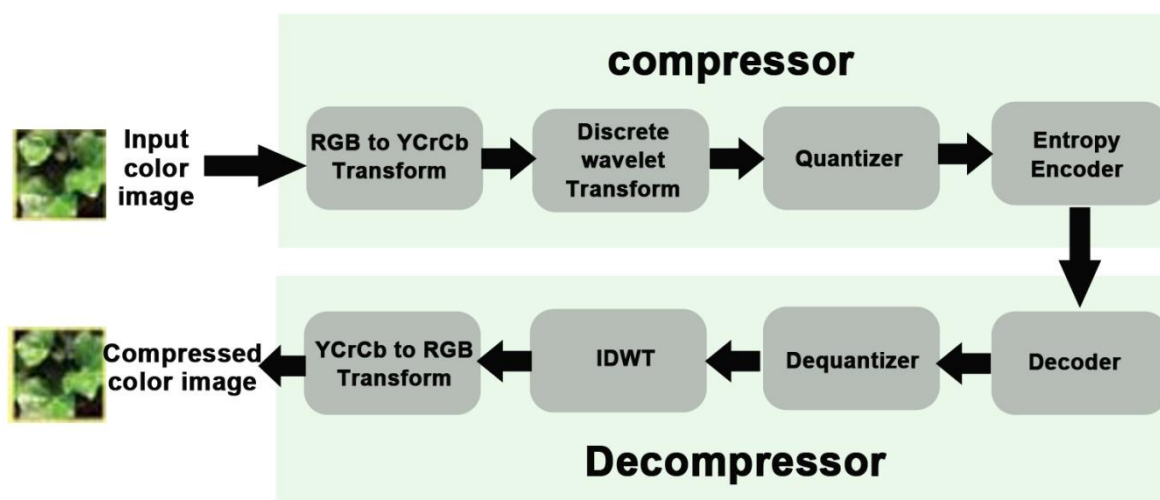 compressor
Input
color
image
RGB to YCrCb
Transform
Discrete
wavelet
Transform
Quantizer
Entropy
Encoder
Compressed
color image
YCrCb to RGB
Transform
IDWT
Dequantizer
Decoder
Decompressor